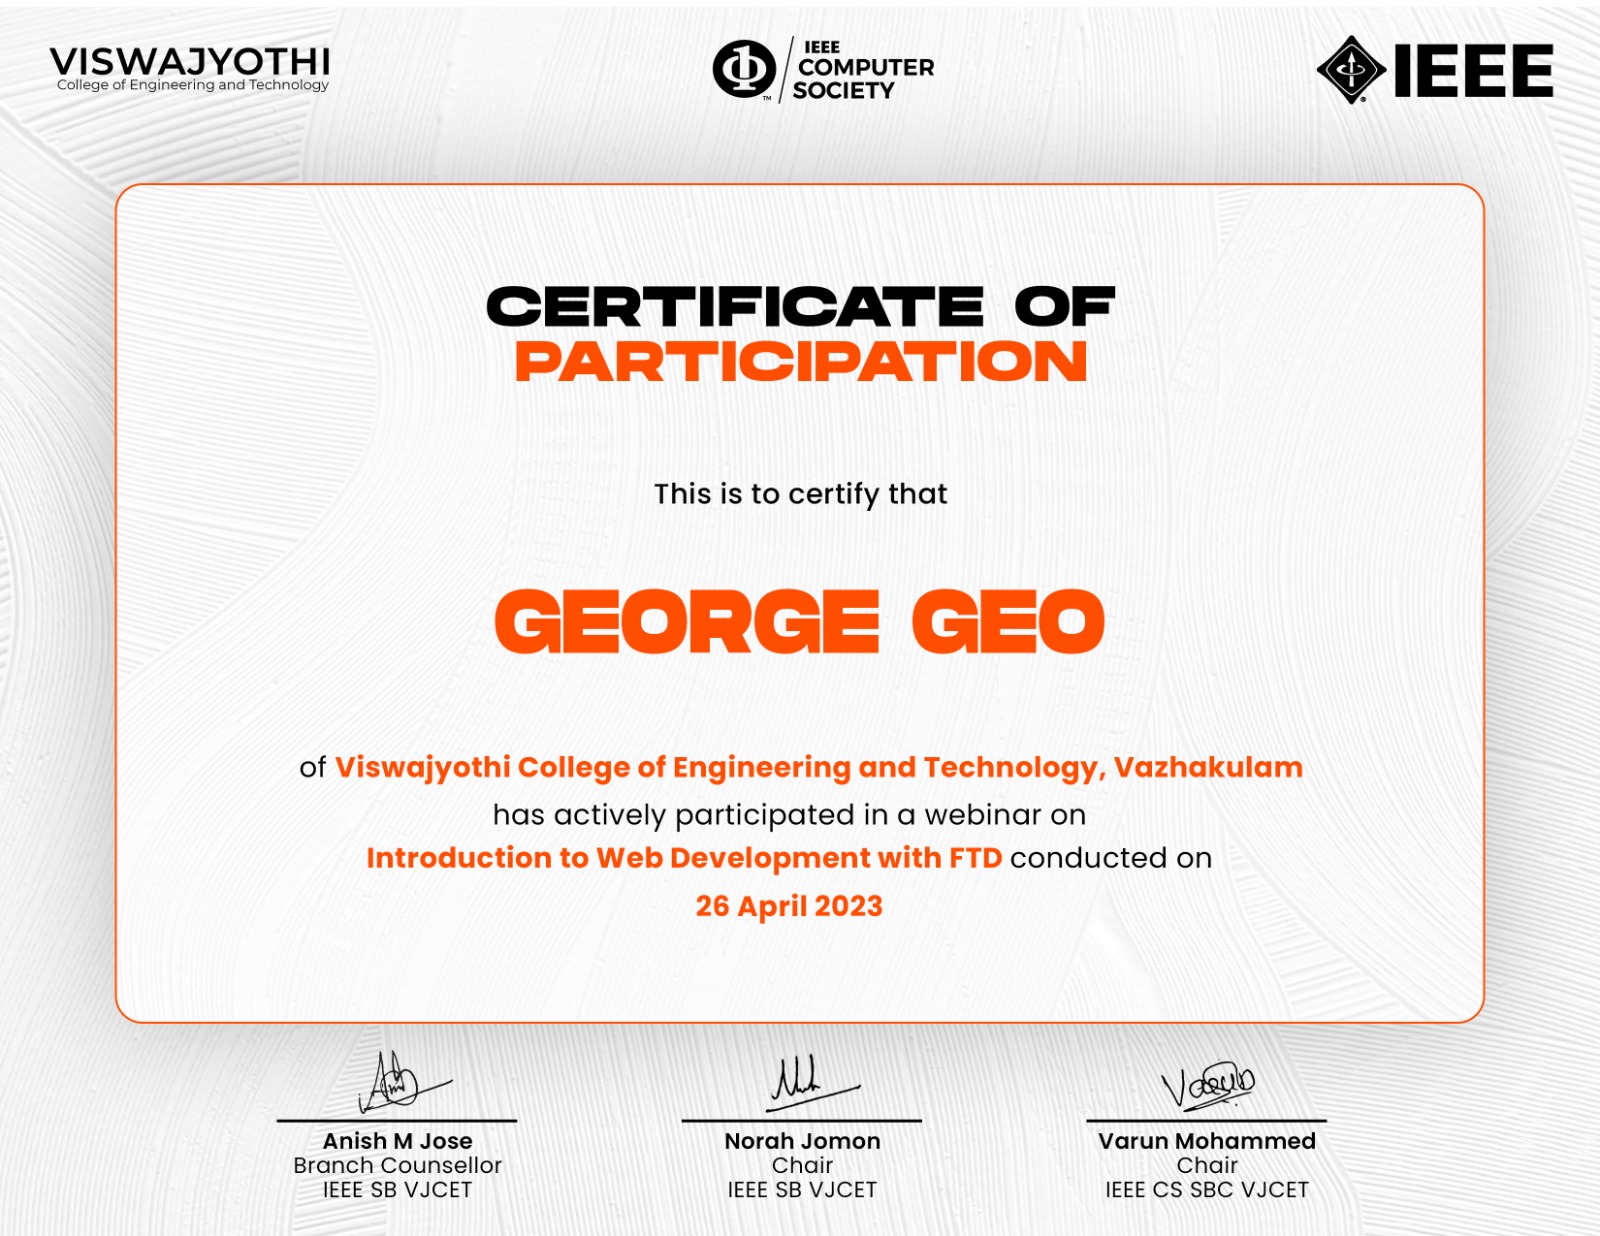 VISWAJYOTHI
College of Engineering and Technology
IEEE
COMPUTER
SOCIETY
TM
IEEE
CERTIFICATE OF
PARTICIPATION
This is to certify that
GEORGE GEO
of Viswajyothi College of Engineering and Technology, Vazhakulam
has actively participated in a webinar on
Introduction to Web Development with FTD conducted on
26 April 2023
Anish M Jose
Branch Counsellor
IEEE SB VJCET
Norah Jomon
Chair
IEEE SB VJCET
Varun Mohammed
Chair
IEEE CS SBC VJCET